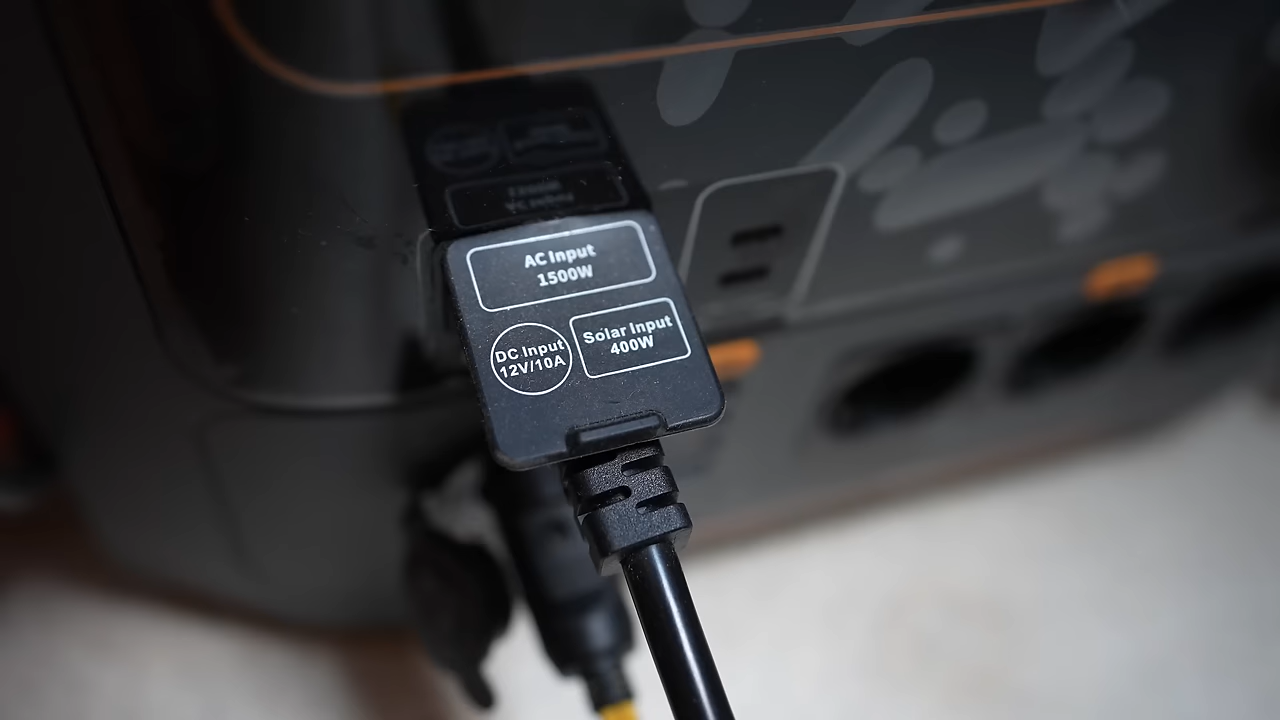 AC Input
1500W
Solar Input
400W
DC Input
12V/10A